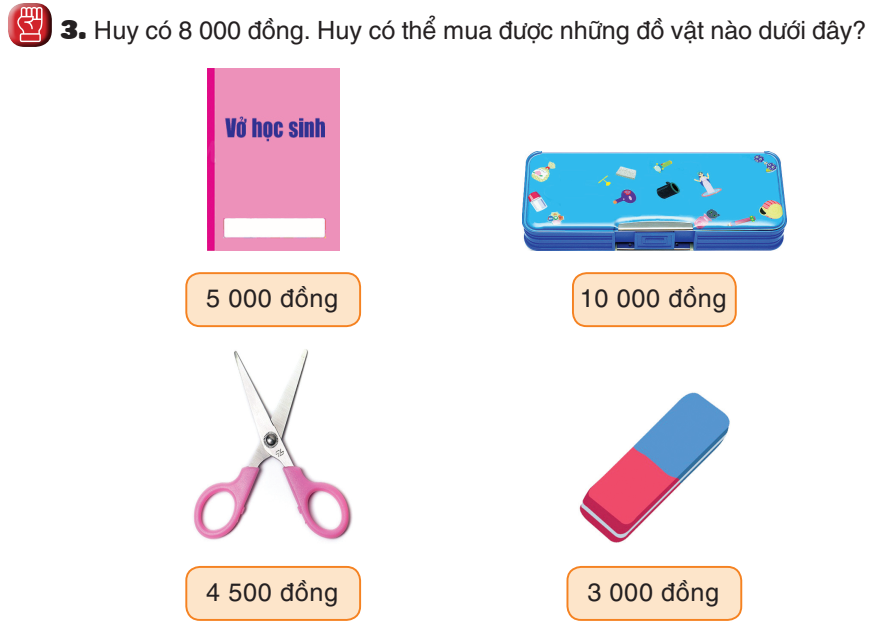 3. Huy có 8 000 đồng. Huy có thể mua được những đồ vật nào dưới đây?
Vở học sinh
5 000 đồng
10 000 đồng
4 500 đồng
3 000 đồng